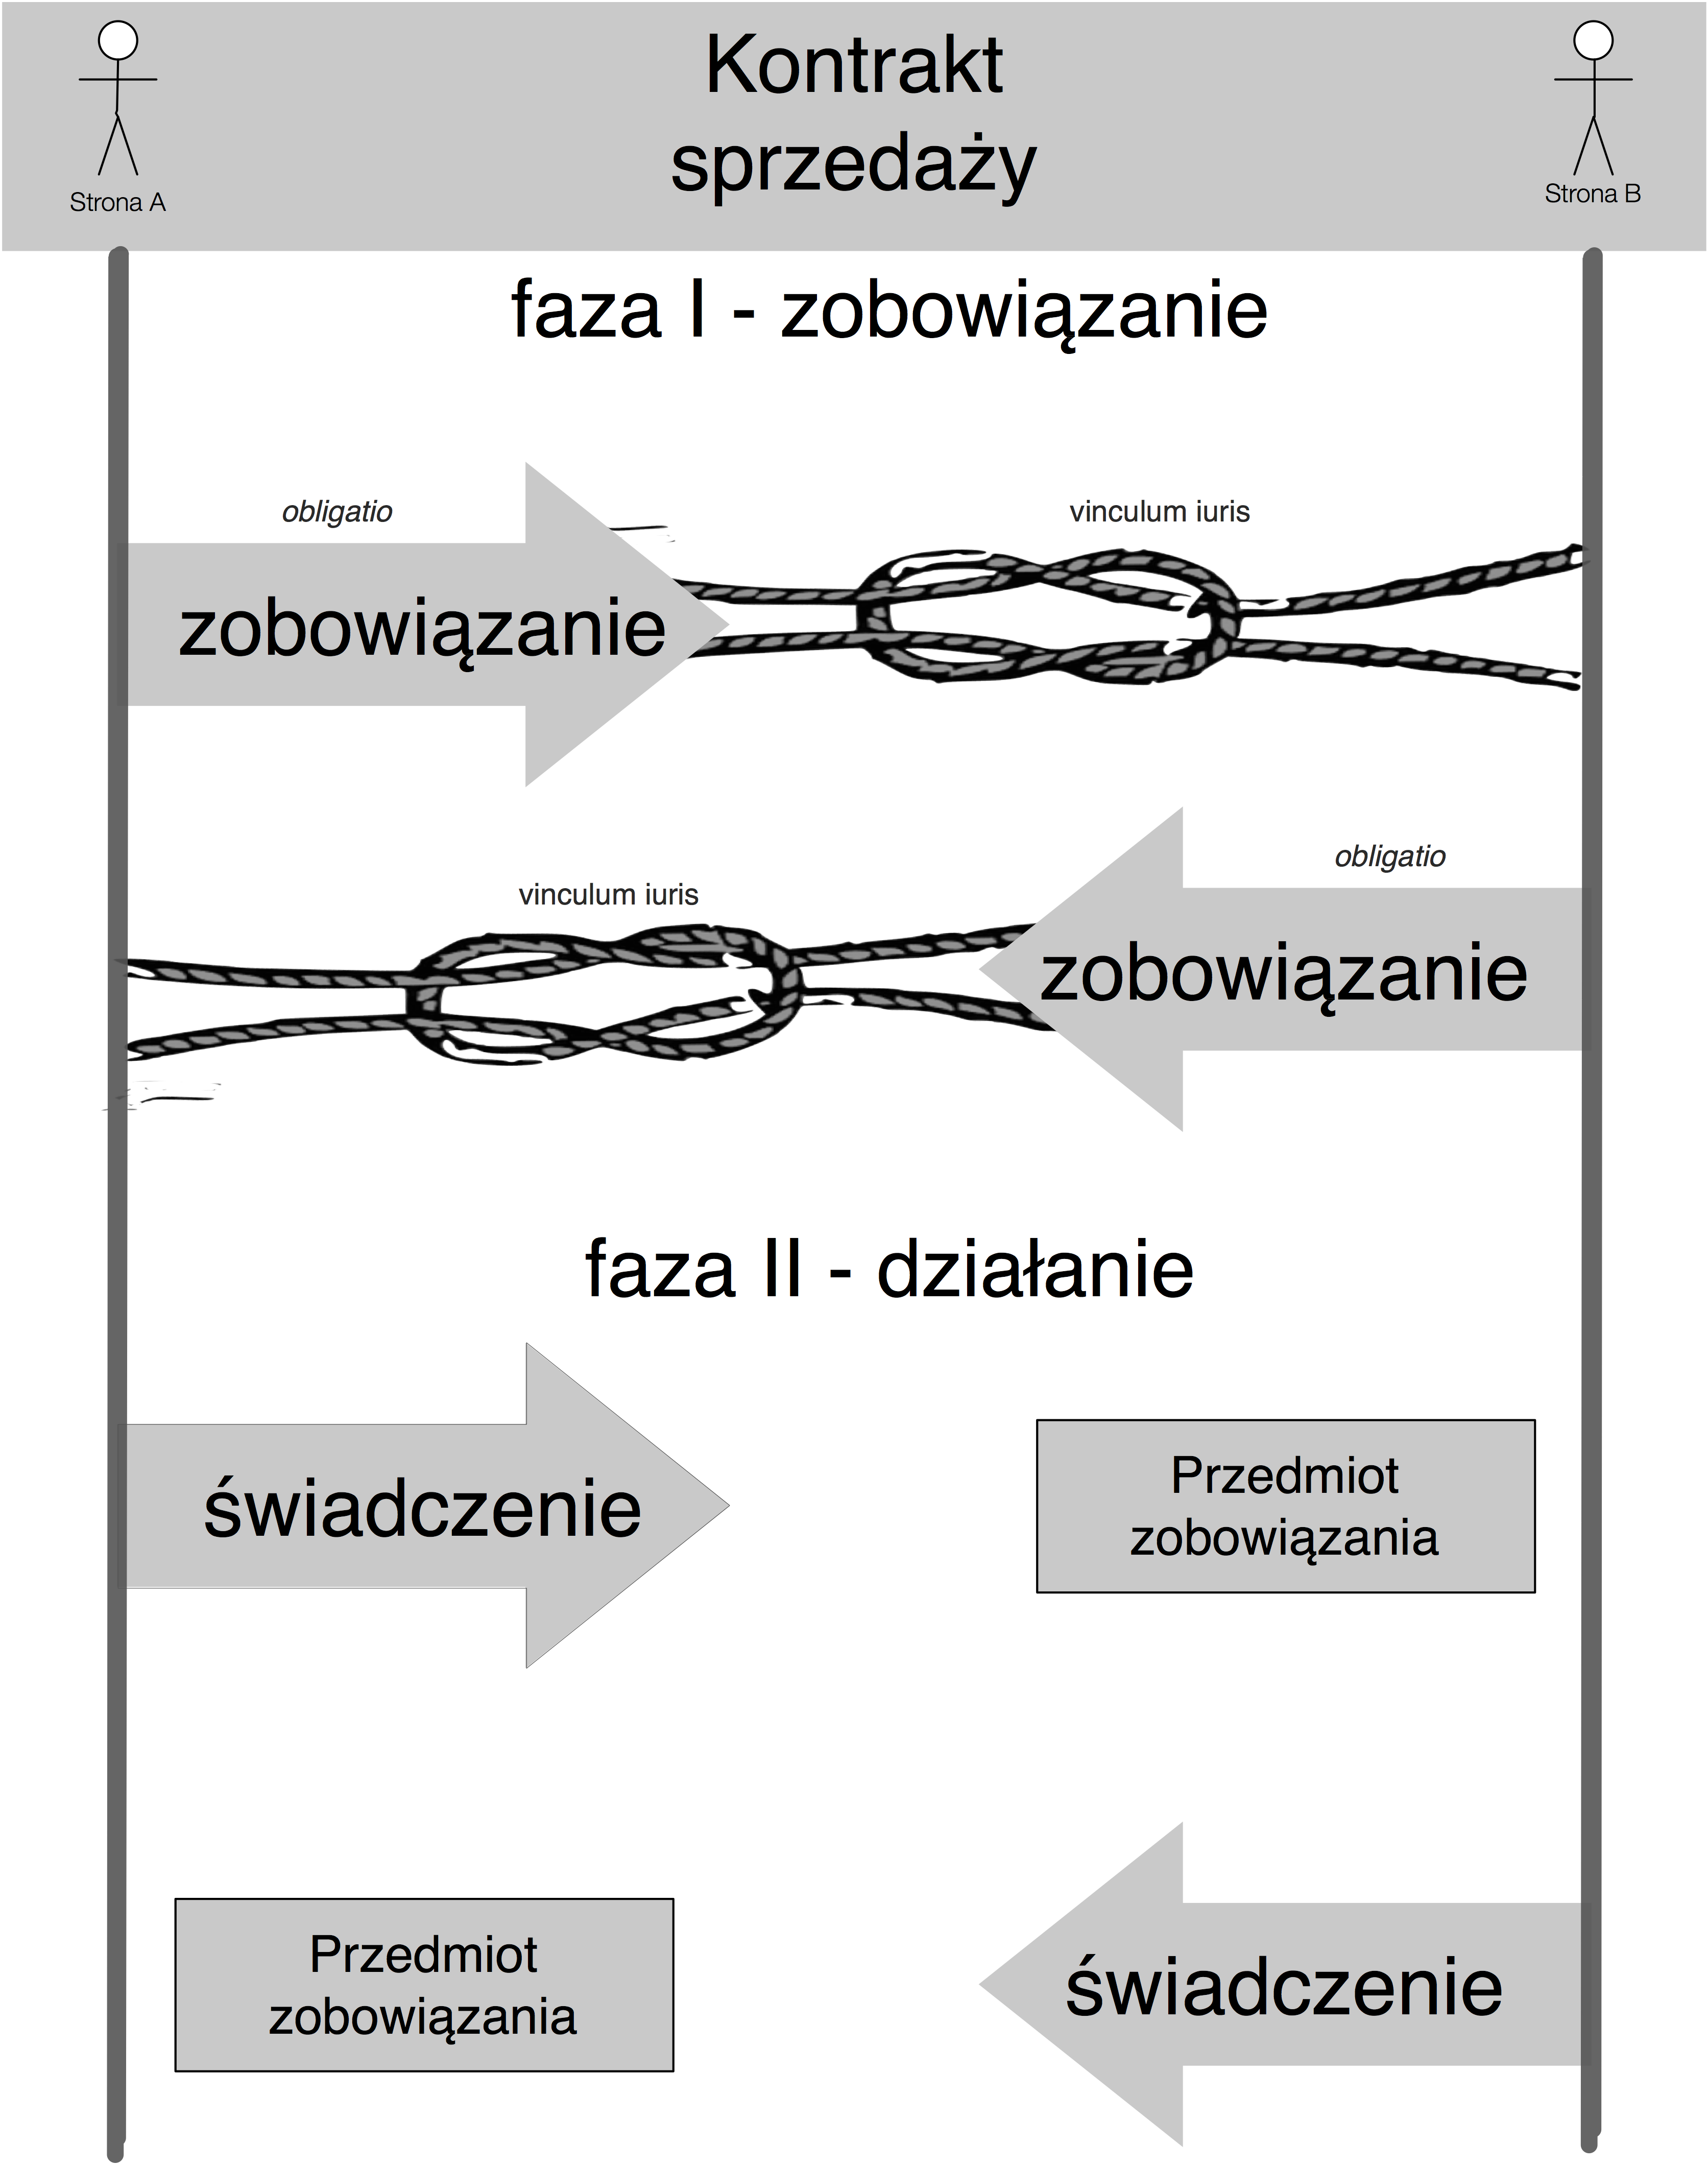 Kontrakt
sprzedaży
Strona A
Strona B
faza I - zobowiązanie
obligatio
vinculum iuris
zobowiązanie
obligatio
vinculum iuris
zobowiązanie
faza II - działanie
świadczenie
Przedmiot
zobowiązania
Przedmiot
zobowiązania
świadczenie